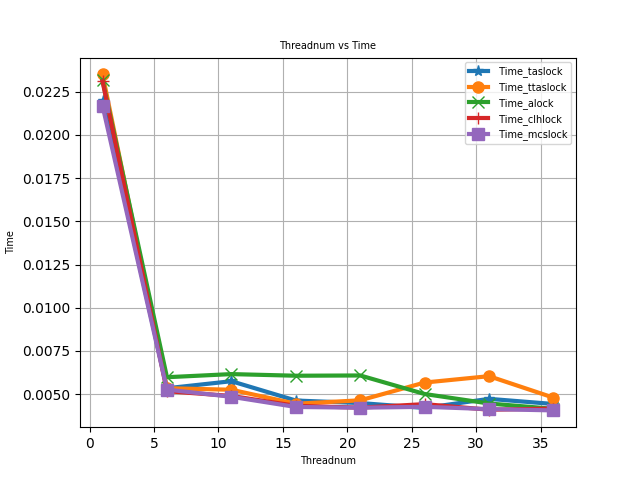 Threadnum vs Time
Time_taslock
Time_ttaslock
Time_alock
Time_clhlock
Time_mcslock
0.0225
0.0200
0.0175
0.0150
0.0125
0.0100
0.0075
0.0050
Time
0 5 10 15 20 25 30 35
Threadnum